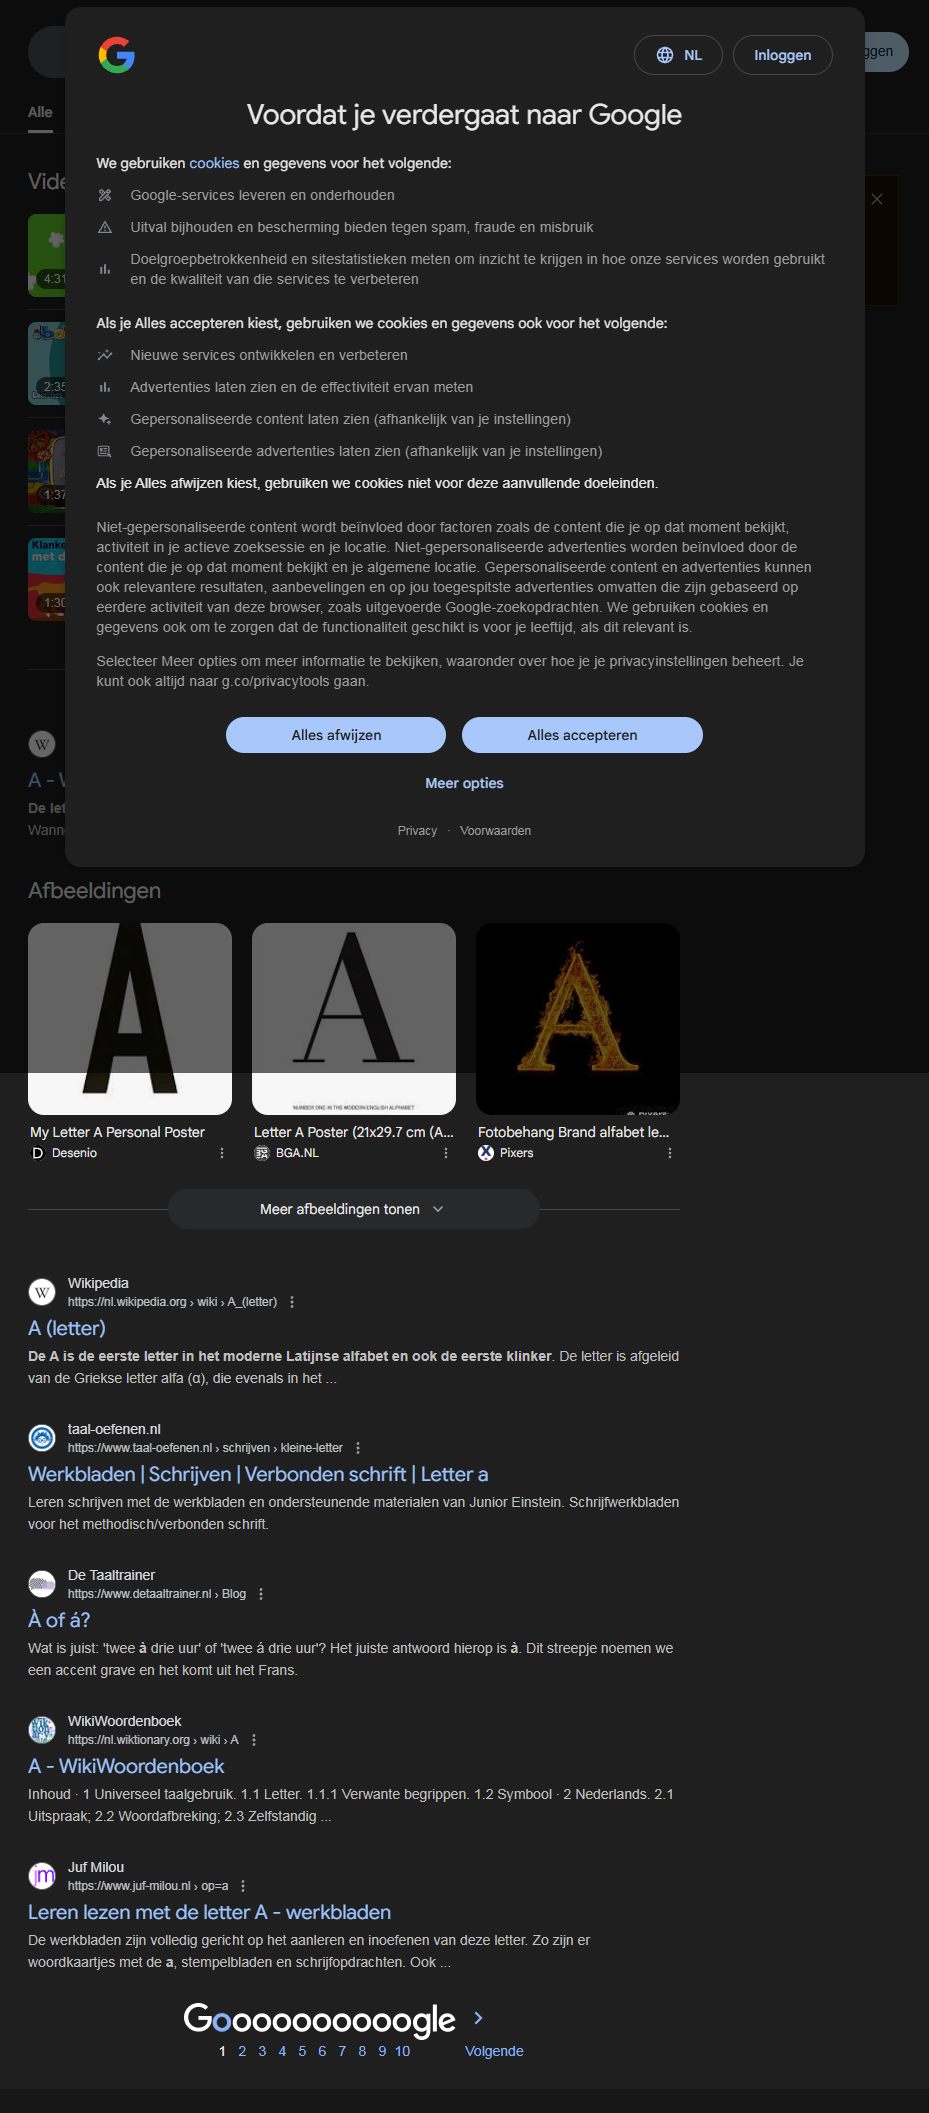 NL
Inloggen
ggen
Alle
Voordat je verdergaat naar Google
We gebruiken cookies en gegevens voor het volgende:
Google-services leveren en onderhouden
Uitval bijhouden en bescherming bieden tegen spam, fraude en misbruik
Doelgroepbetrokkenheid en sitestatistieken meten om inzicht te krijgen in hoe onze services worden gebruikt
en de kwaliteit van die services te verbeteren
Als je Alles accepteren kiest, gebruiken we cookies en gegevens ook voor het volgende:
Nieuwe services ontwikkelen en verbeteren
Advertenties laten zien en de effectiviteit ervan meten
Gepersonaliseerde content laten zien (afhankelijk van je instellingen)
Gepersonaliseerde advertenties laten zien (afhankelijk van je instellingen)
Als je Alles afwijzen kiest, gebruiken we cookies niet voor deze aanvullende doeleinden.
Niet-gepersonaliseerde content wordt beïnvloed door factoren zoals de content die je op dat moment bekijkt,
activiteit in je actieve zoeksessie en je locatie. Niet-gepersonaliseerde advertenties worden beïnvloed door de
content die je op dat moment bekijkt en je algemene locatie. Gepersonaliseerde content en advertenties kunnen
ook relevantere resultaten, aanbevelingen en op jou toegespitste advertenties omvatten die zijn gebaseerd op
eerdere activiteit van deze browser, zoals uitgevoerde Google-zoekopdrachten. We gebruiken cookies en
gegevens ook om te zorgen dat de functionaliteit geschikt is voor je leeftijd, als dit relevant is.
Selecteer Meer opties om meer informatie te bekijken, waaronder over hoe je je privacyinstellingen beheert. Je
kunt ook altijd naar g.co/privacytools gaan.
Alles afwijzen
Alles accepteren
Meer opties
Privacy · Voorwaarden
Vide
4:31
2:35
1:37
Klanke
met d
1:30
W
A - W
De let
Wann
Afbeeldingen
A
A
NUMBER ONE IN THE MODERN ENGLISH ALPHABET
A
PIXERS
My Letter A Personal Poster
Desenio
Letter A Poster (21x29.7 cm (A...
BGA.NL
Fotobehang Brand alfabet le...
Pixers
Meer afbeeldingen tonen
W
Wikipedia
https://nl.wikipedia.org › wiki › A_(letter)
A (letter)
De A is de eerste letter in het moderne Latijnse alfabet en ook de eerste klinker. De letter is afgeleid
van de Griekse letter alfa (α), die evenals in het ...
taal-oefenen.nl
https://www.taal-oefenen.nl › schrijven › kleine-letter
Werkbladen | Schrijven | Verbonden schrift | Letter a
Leren schrijven met de werkbladen en ondersteunende materialen van Junior Einstein. Schrijfwerkbladen
voor het methodisch/verbonden schrift.
De Taaltrainer
https://www.detaaltrainer.nl › Blog
À of á?
Wat is juist: 'twee à drie uur' of 'twee á drie uur'? Het juiste antwoord hierop is à. Dit streepje noemen we
een accent grave en het komt uit het Frans.
WikiWoordenboek
https://nl.wiktionary.org › wiki › A
A - WikiWoordenboek
Inhoud · 1 Universeel taalgebruik. 1.1 Letter. 1.1.1 Verwante begrippen. 1.2 Symbool · 2 Nederlands. 2.1
Uitspraak; 2.2 Woordafbreking; 2.3 Zelfstandig ...
jm
Juf Milou
https://www.juf-milou.nl › op=a
Leren lezen met de letter A - werkbladen
De werkbladen zijn volledig gericht op het aanleren en inoefenen van deze letter. Zo zijn er
woordkaartjes met de a, stempelbladen en schrijfopdrachten. Ook ...
Goooooooooogle
1 2 3 4 5 6 7 8 9 10 Volgende